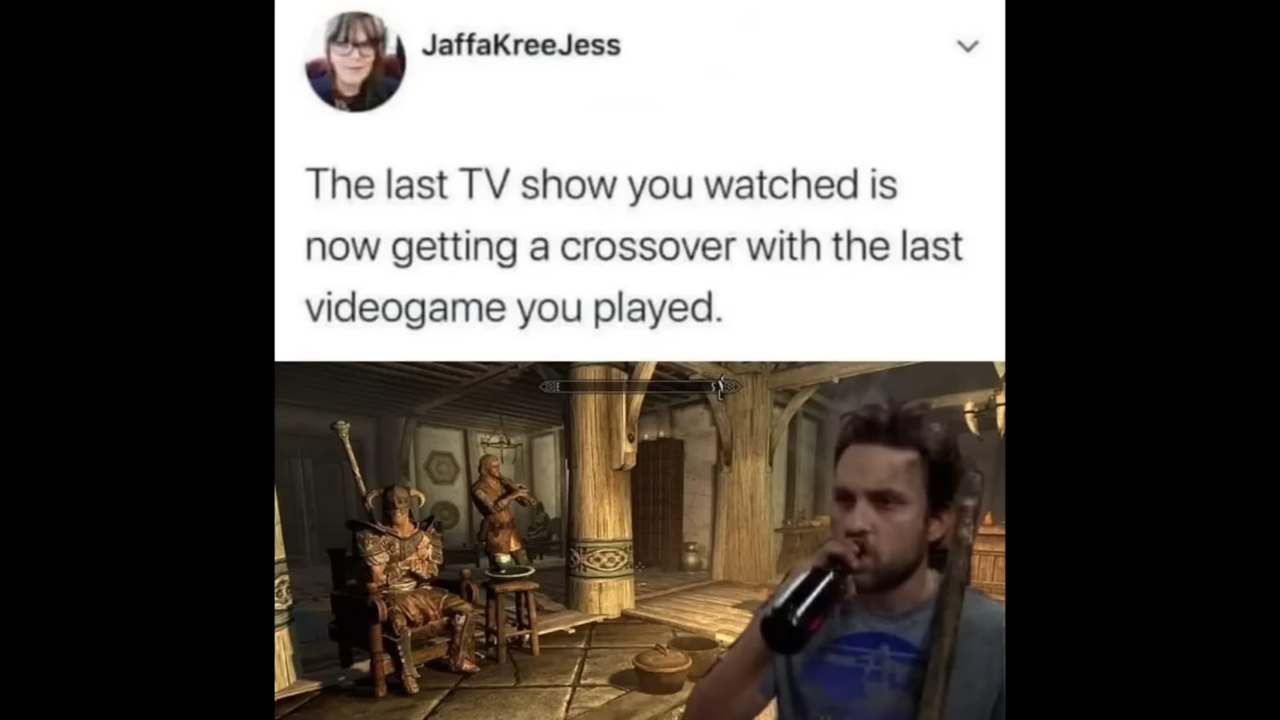 JaffaKreeJess
The last TV show you watched is
now getting a crossover with the last
videogame you played.